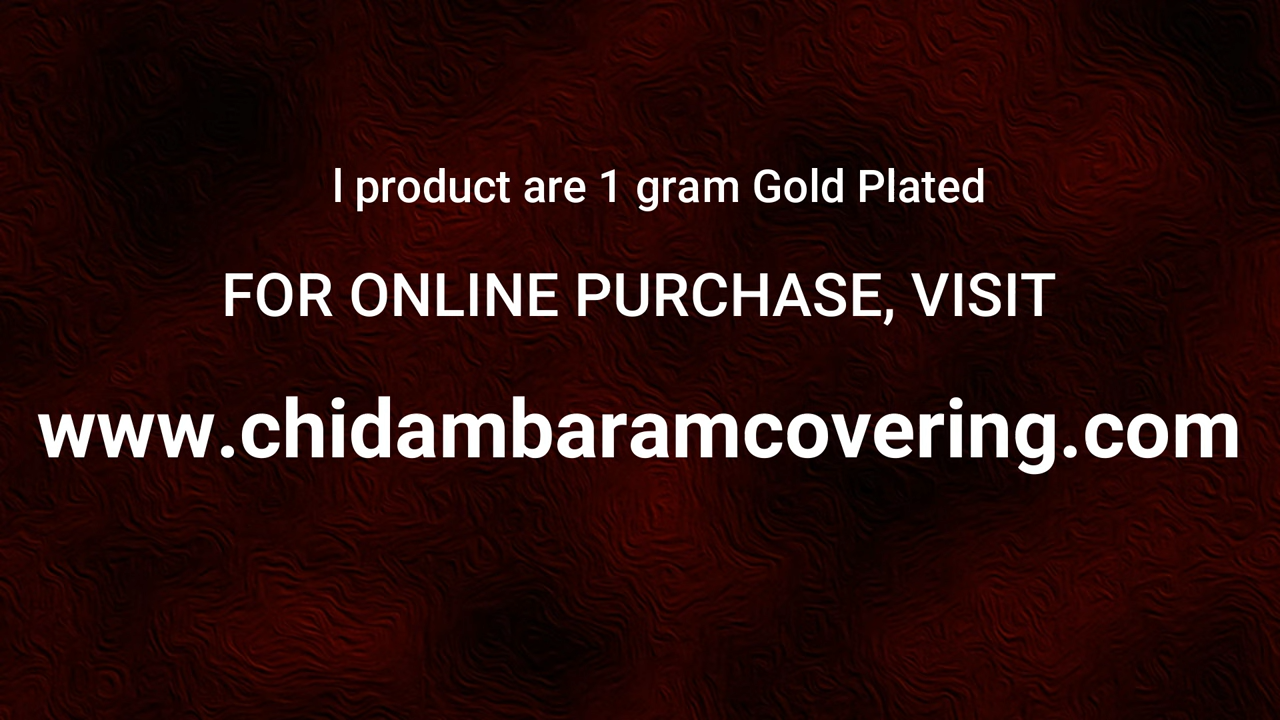 l product are 1 gram Gold Plated
FOR ONLINE PURCHASE, VISIT
www.chidambaramcovering.com